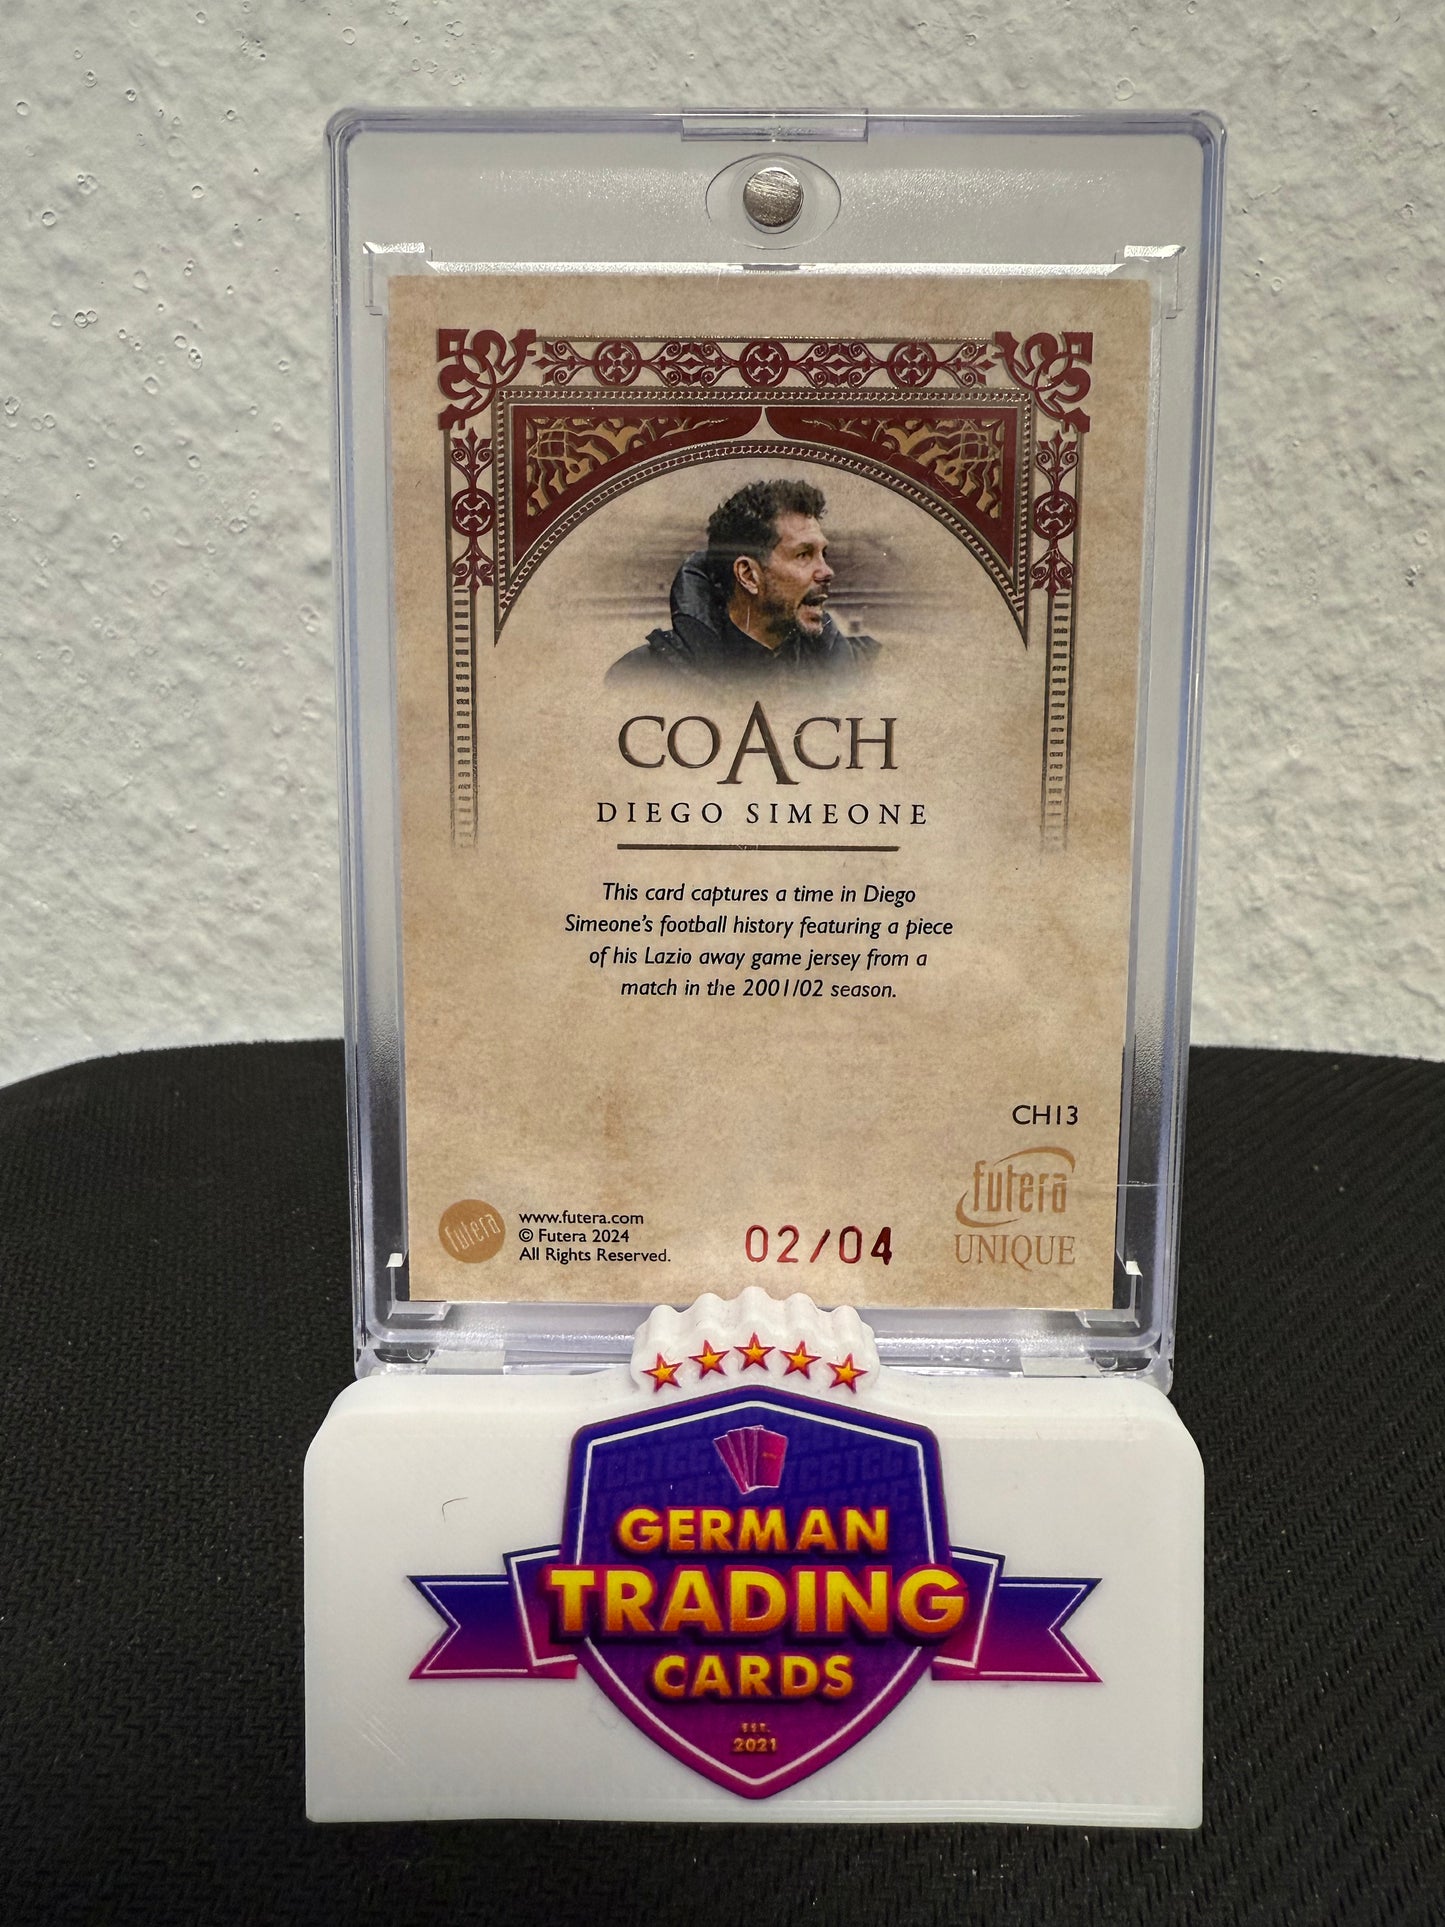 COACH
DIEGO SIMEONE
This card captures a time in Diego
Simeone's football history featuring a piece
of his Lazio away game jersey from a
match in the 2001/02 season.
CH13
futera
UNIQUE
futera
www.futera.com
© Futera 2024
All Rights Reserved.
02/04
GERMAN
TRADING
CARDS
EST.
2021